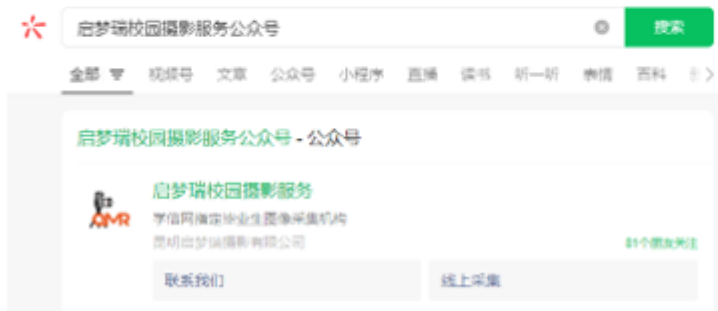 启梦瑞校园摄影服务公众号 搜索
全部 视频号 文章 公众号 小程序 直播 读书 听一听 表情 百科
启梦瑞校园摄影服务公众号 - 公众号
QMR
启梦瑞校园摄影服务
学信网指定毕业生图像采集机构
昆明启梦瑞摄影有限公司
81个朋友关注
联系我们 线上采集